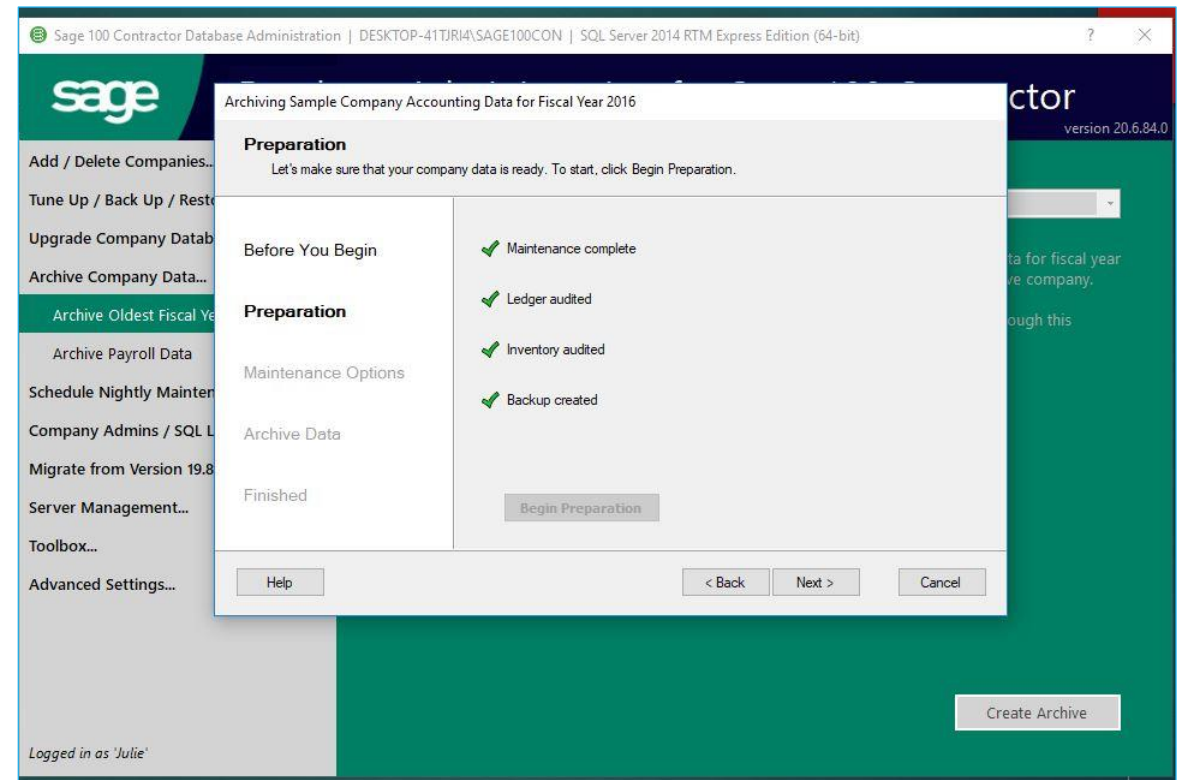 Sage 100 Contractor Database Administration | DESKTOP-41TJRI4\SAGE100CON | SQL Server 2014 RTM Express Edition (64-bit)
? ×
sage
ctor
version 20.6.84.0
Add / Delete Companies...
Tune Up / Back Up / Resto
Upgrade Company Datab
Archive Company Data...
Archive Oldest Fiscal Ye
Archive Payroll Data
Schedule Nightly Mainten
Company Admins / SQL L
Migrate from Version 19.8
Server Management...
Toolbox...
Advanced Settings...
Logged in as 'Julie'
Archiving Sample Company Accounting Data for Fiscal Year 2016
Preparation
Let's make sure that your company data is ready. To start, click Begin Preparation.
Before You Begin
Preparation
Maintenance Options
Archive Data
Finished
Maintenance complete
Ledger audited
Inventory audited
Backup created
Begin Preparation
Help
< Back
Next >
Cancel
ta for fiscal year
ve company.
ough this
Create Archive